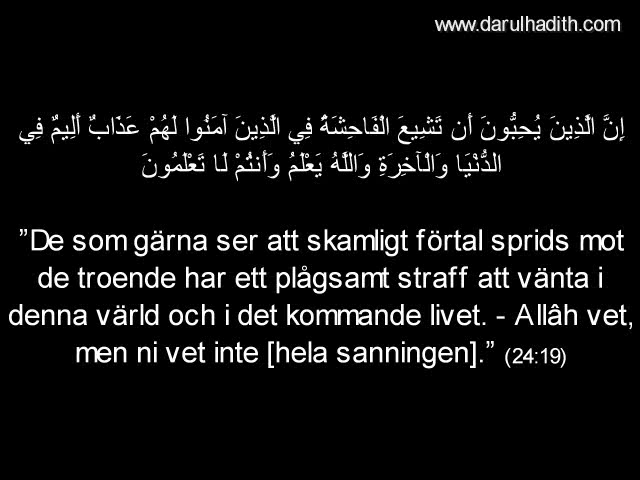 www.darulhadith.com
إِنَّ الَّذِينَ يُحِبُّونَ أَن تَشِيعَ الْفَاحِشَةُ فِي الَّذِينَ آمَنُوا لَهُمْ عَذَابٌ أَلِيمٌ فِي
الدُّنْيَا وَالْآخِرَةِ وَاللَّهُ يَعْلَمُ وَأَنتُمْ لَا تَعْلَمُونَ
”De som gärna ser att skamligt förtal sprids mot
de troende har ett plågsamt straff att vänta i
denna värld och i det kommande livet. - Allâh vet,
men ni vet inte [hela sanningen].” (24:19)